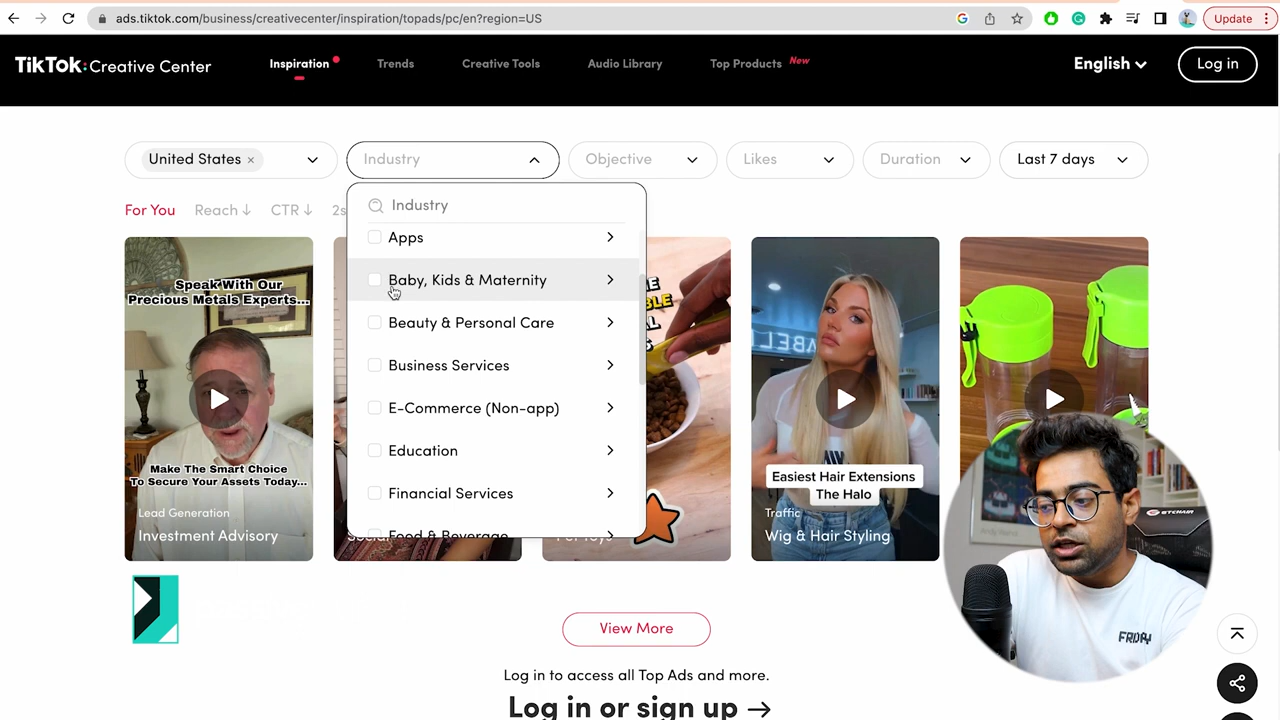 ads.tiktok.com/business/creativecenter/inspiration/topads/pc/en?region=US
Update
TikTok: Creative Center
Inspiration
Trends
Creative Tools
Audio Library
Top Products New
English
Log in
United States ×
Industry
Objective
Likes
Duration
Last 7 days
For You
Reach ↓
CTR ↓
2s
Industry
Apps
Baby, Kids & Maternity
Beauty & Personal Care
Business Services
E-Commerce (Non-app)
Education
Financial Services
Food & Beverage
Speak With Our
Precious Metals Experts...
Make The Smart Choice
To Secure Your Assets Today...
Lead Generation
Investment Advisory
Easiest Hair Extensions
The Halo
Traffic
Wig & Hair Styling
GTCHAIR
FRIDAY
View More
Log in to access all Top Ads and more.
Log in or sign up →